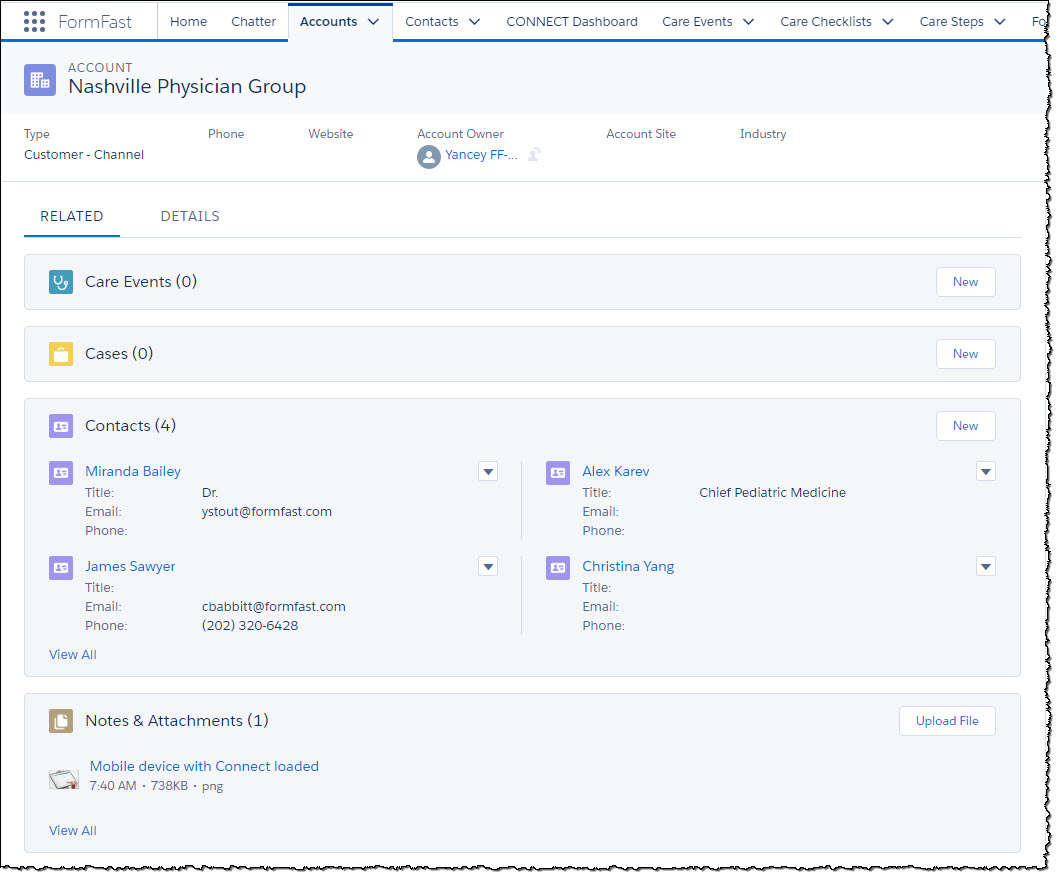 FormFast Home Chatter Accounts Contacts CONNECT Dashboard Care Events Care Checklists Care Steps Fo
ACCOUNT
Nashville Physician Group
Type Phone Website Account Owner Account Site Industry
Customer - Channel Yancey FF-...
RELATED DETAILS
Care Events (0) New
Cases (0) New
Contacts (4) New
Miranda Bailey
Title: Dr.
Email: ystout@formfast.com
Phone:
Alex Karev
Title: Chief Pediatric Medicine
Email:
Phone:
James Sawyer
Title:
Email: cbabbitt@formfast.com
Phone: (202) 320-6428
Christina Yang
Title:
Email:
Phone:
View All
Notes & Attachments (1) Upload File
Mobile device with Connect loaded
7:40 AM • 738KB • png
View All